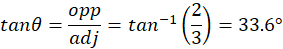 tanθ = opp/adj = tan⁻¹(2/3) = 33.6°